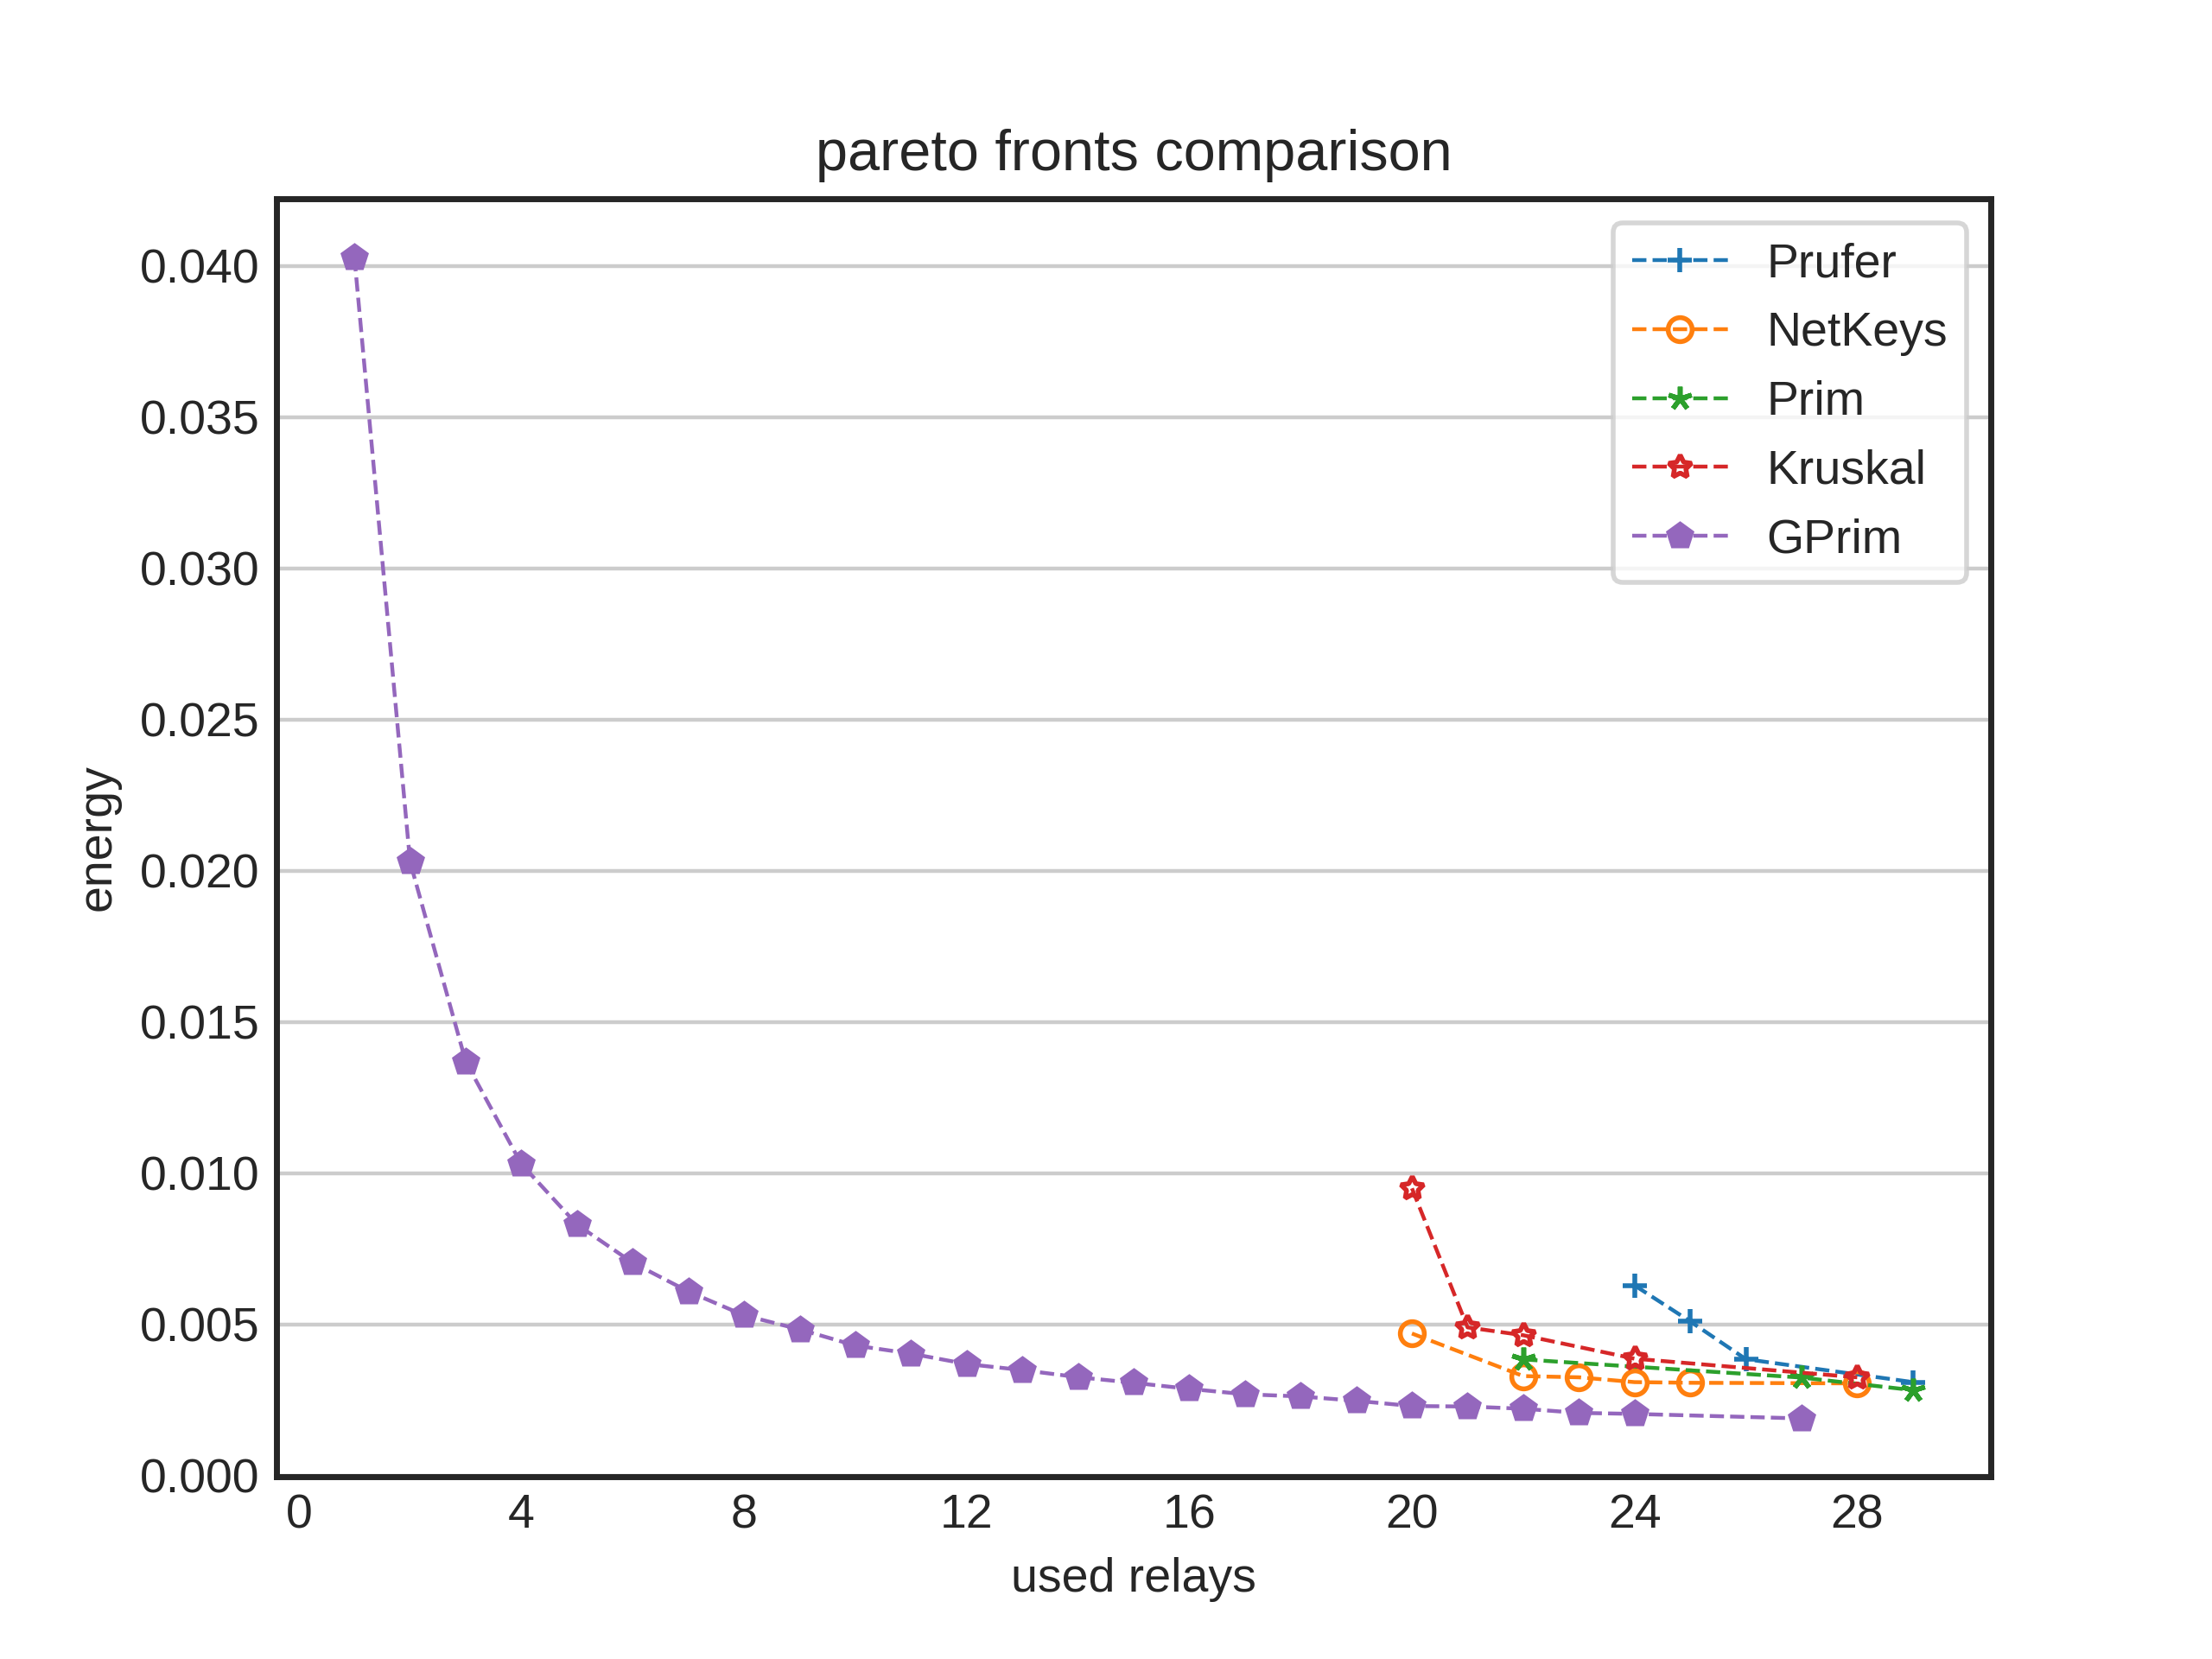 pareto fronts comparison
0.040
0.035
0.030
0.025
0.020
0.015
0.010
0.005
0.000
energy
Prufer
NetKeys
Prim
Kruskal
GPrim
0 4 8 12 16 20 24 28
used relays